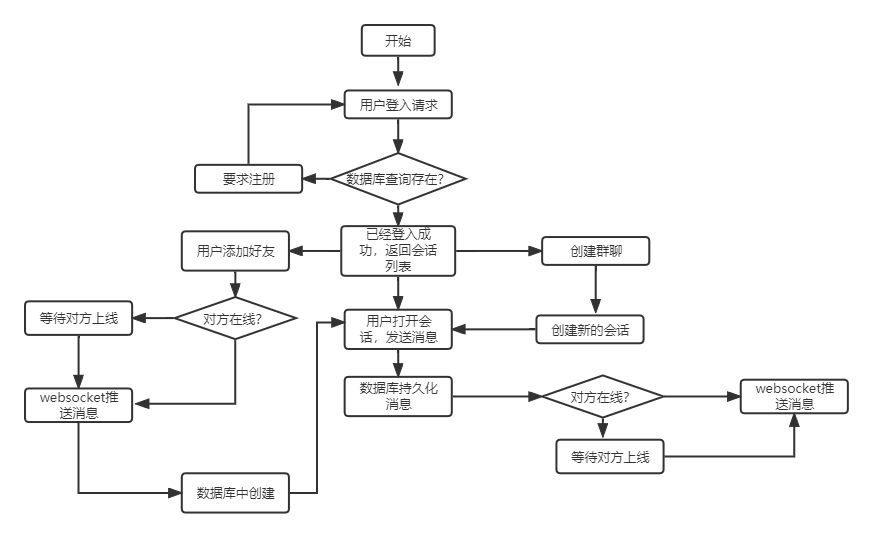 开始
用户登入请求
要求注册
数据库查询存在?
已经登入成
功，返回会话
列表
用户添加好友
创建群聊
等待对方上线
对方在线?
用户打开会
话，发送消息
创建新的会话
websocket推
送消息
数据库持久化
消息
对方在线?
websocket推
送消息
等待对方上线
数据库中创建